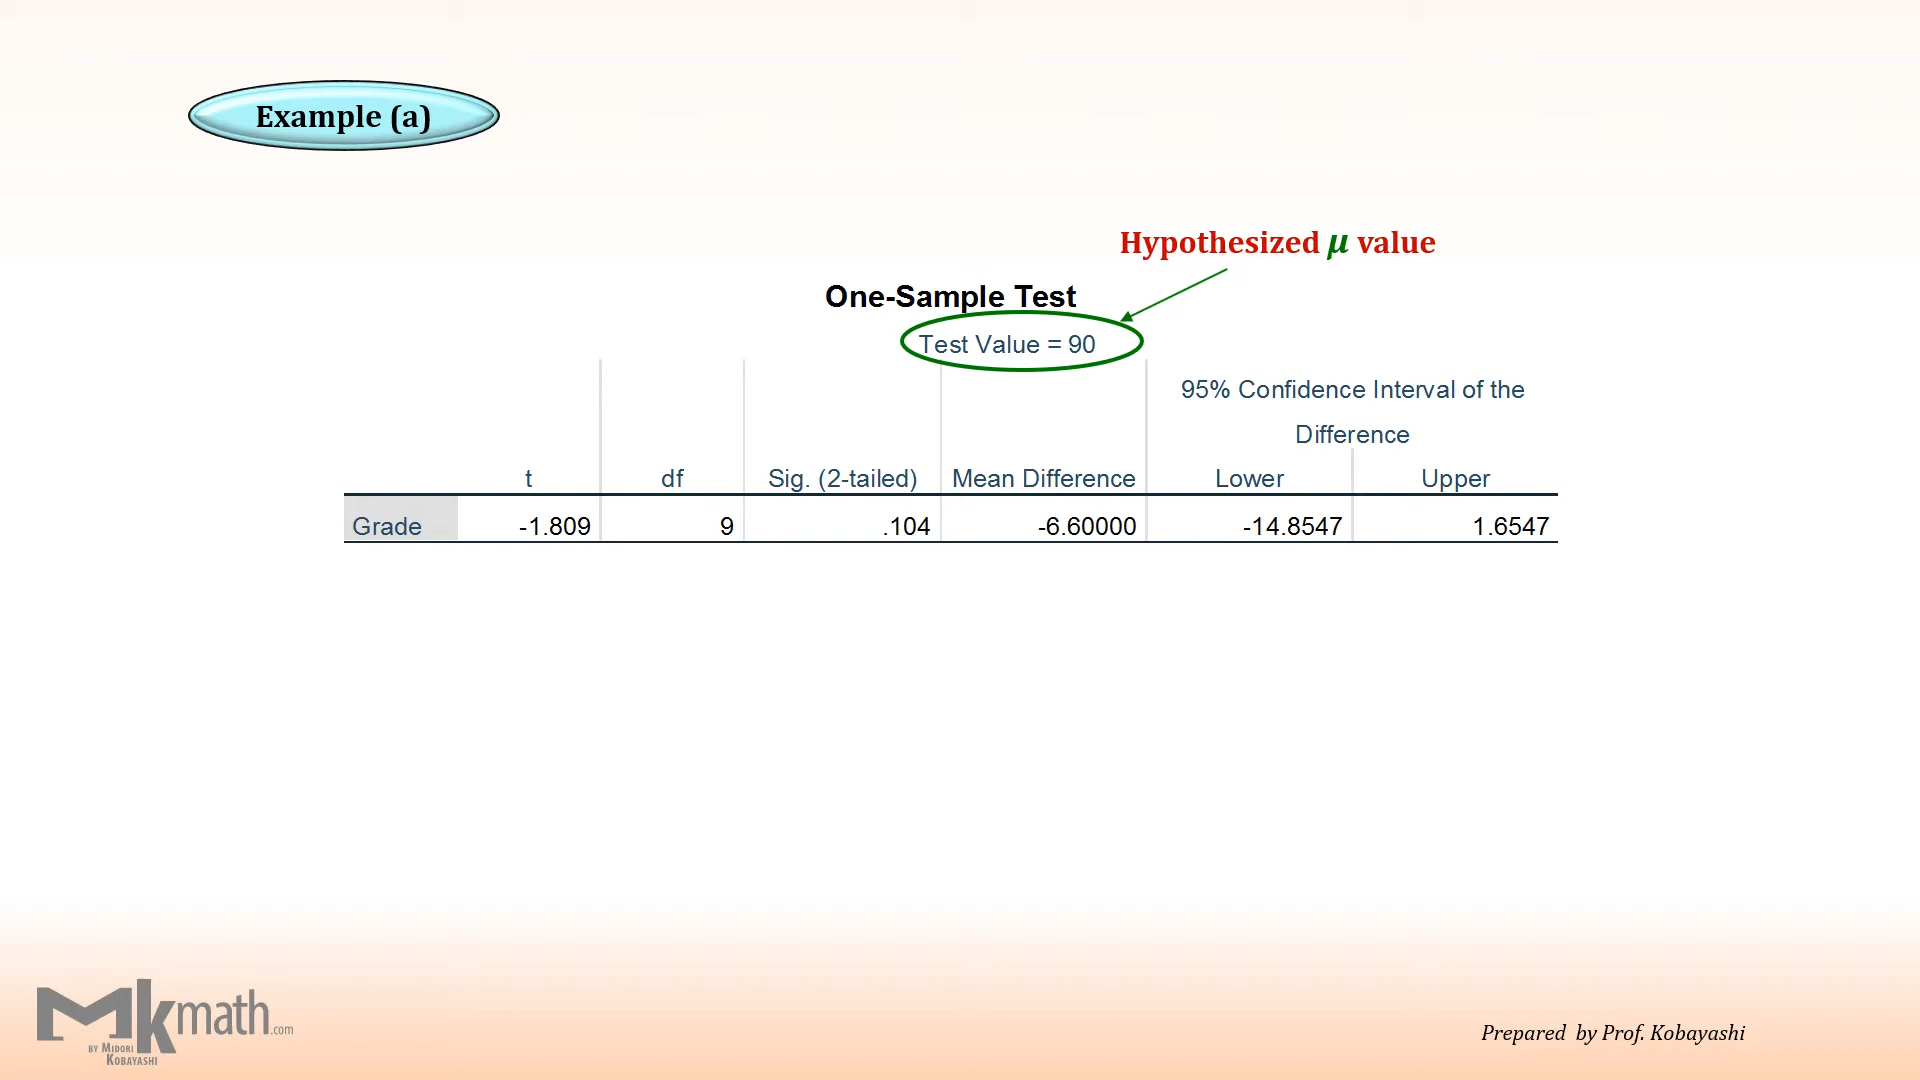 Example (a)
Hypothesized μ value
One-Sample Test
Test Value = 90
95% Confidence Interval of the
Difference
t df Sig. (2-tailed) Mean Difference Lower Upper
Grade -1.809 9 .104 -6.60000 -14.8547 1.6547
Mkmath.com
BY MIDORI
KOBAYASHI
Prepared by Prof. Kobayashi